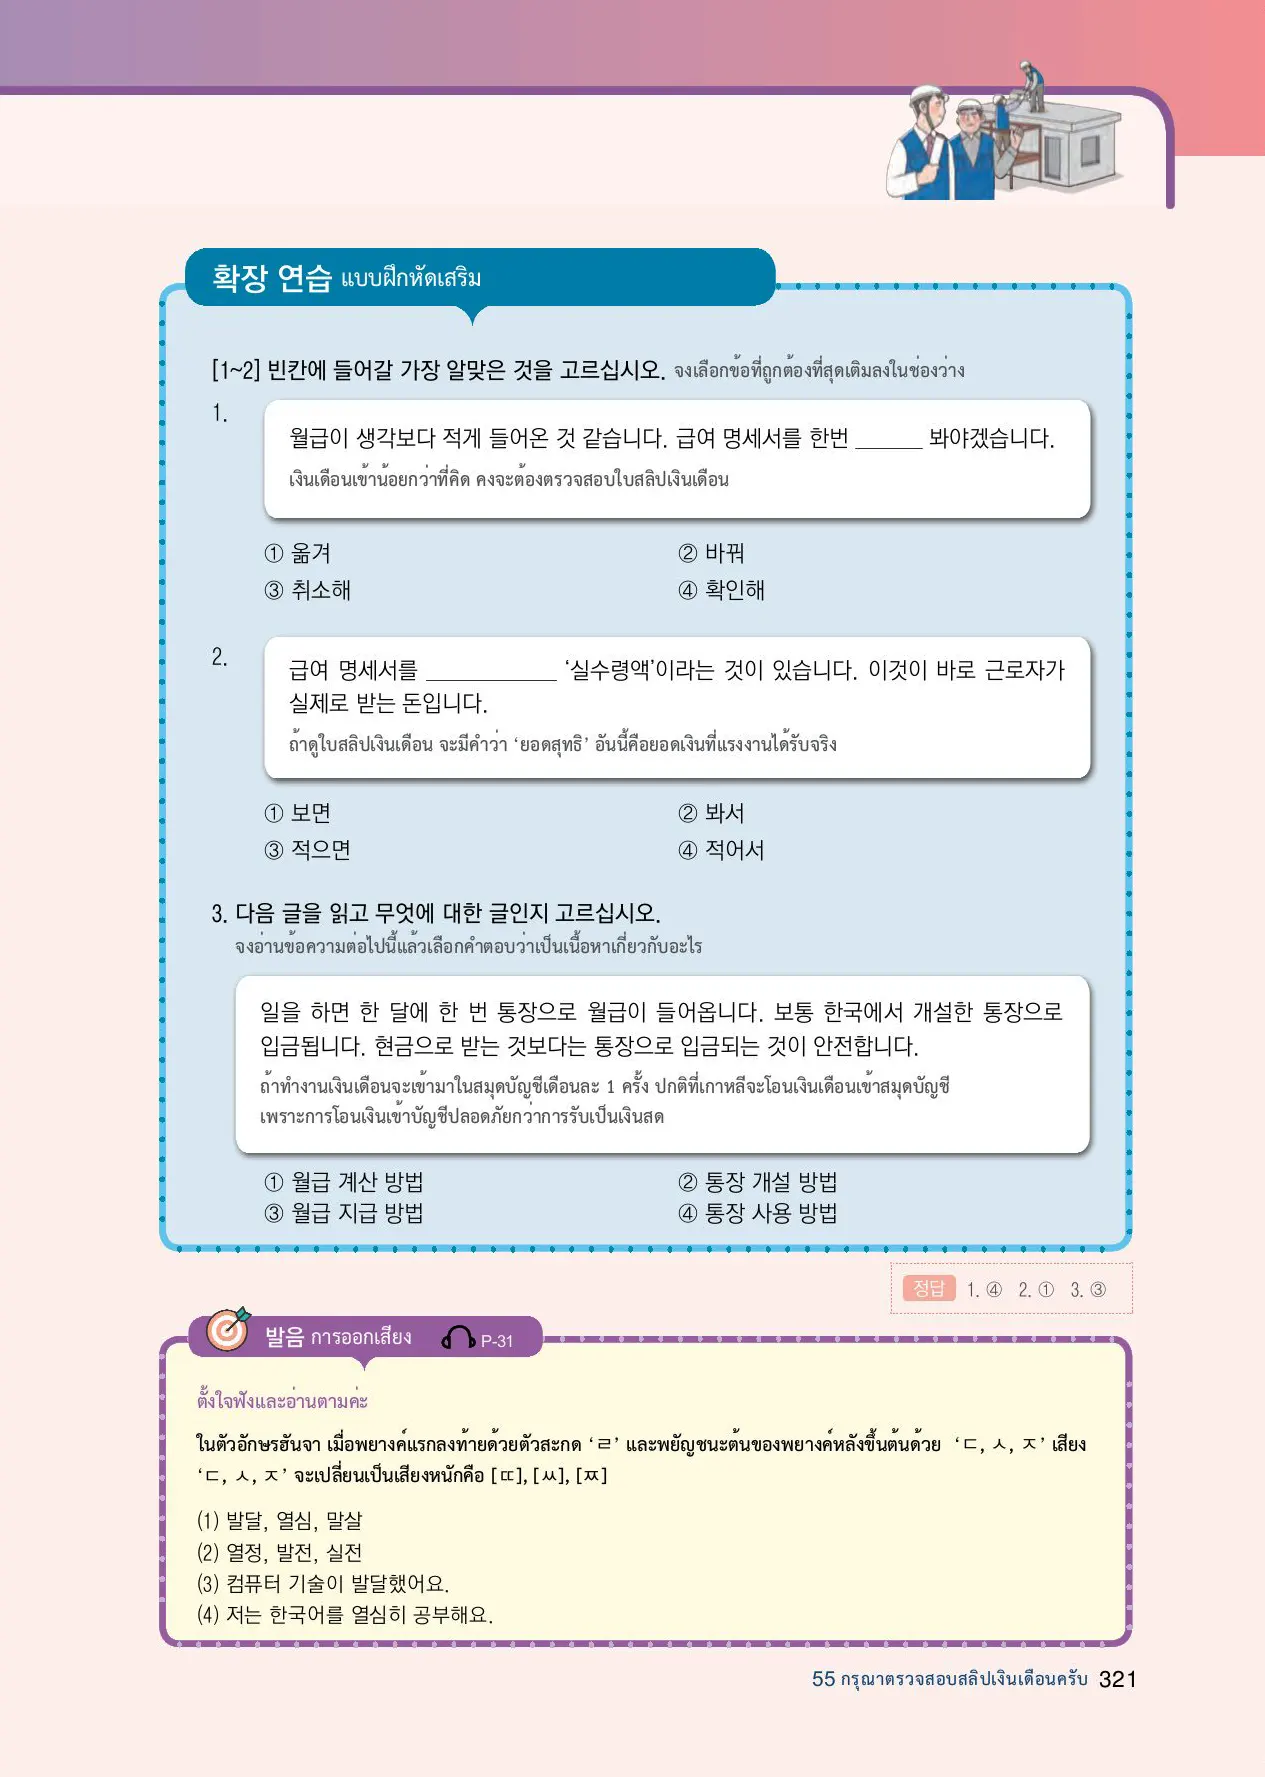 확장 연습 แบบฝึกหัดเสริม
[1~2] 빈칸에 들어갈 가장 알맞은 것을 고르십시오. จงเลือกข้อที่ถูกต้องที่สุดเติมลงในช่องว่าง
1.
월급이 생각보다 적게 들어온 것 같습니다. 급여 명세서를 한번 ______ 봐야겠습니다.
เงินเดือนเข้าน้อยกว่าที่คิด คงจะต้องตรวจสอบใบสลิปเงินเดือน
① 옮겨 ② 바꿔
③ 취소해 ④ 확인해
2.
급여 명세서를 ____________ ‘실수령액’이라는 것이 있습니다. 이것이 바로 근로자가
실제로 받는 돈입니다.
ถ้าดูใบสลิปเงินเดือน จะมีคำว่า ‘ยอดสุทธิ’ อันนี้คือยอดเงินที่แรงงานได้รับจริง
① 보면 ② 봐서
③ 적으면 ④ 적어서
3. 다음 글을 읽고 무엇에 대한 글인지 고르십시오.
จงอ่านข้อความต่อไปนี้แล้วเลือกคำตอบว่าเป็นเนื้อหาเกี่ยวกับอะไร
일을 하면 한 달에 한 번 통장으로 월급이 들어옵니다. 보통 한국에서 개설한 통장으로
입금됩니다. 현금으로 받는 것보다는 통장으로 입금되는 것이 안전합니다.
ถ้าทำงานเงินเดือนจะเข้ามาในสมุดบัญชีเดือนละ 1 ครั้ง ปกติที่เกาหลีจะโอนเงินเดือนเข้าสมุดบัญชี
เพราะการโอนเงินเข้าบัญชีปลอดภัยกว่าการรับเป็นเงินสด
① 월급 계산 방법 ② 통장 개설 방법
③ 월급 지급 방법 ④ 통장 사용 방법
정답 1. ④ 2. ① 3. ③
발음 การออกเสียง P-31
ตั้งใจฟังและอ่านตามค่ะ
ในตัวอักษรฮันจา เมื่อพยางค์แรกลงท้ายด้วยตัวสะกด ‘ㄹ’ และพยัญชนะต้นของพยางค์หลังขึ้นต้นด้วย ‘ㄷ, ㅅ, ㅈ’ เสียง
‘ㄷ, ㅅ, ㅈ’ จะเปลี่ยนเป็นเสียงหนักคือ [ㄸ], [ㅆ], [ㅉ]
(1) 발달, 열심, 말살
(2) 열정, 발전, 실전
(3) 컴퓨터 기술이 발달했어요.
(4) 저는 한국어를 열심히 공부해요.
55 กรุณาตรวจสอบสลิปเงินเดือนครับ 321